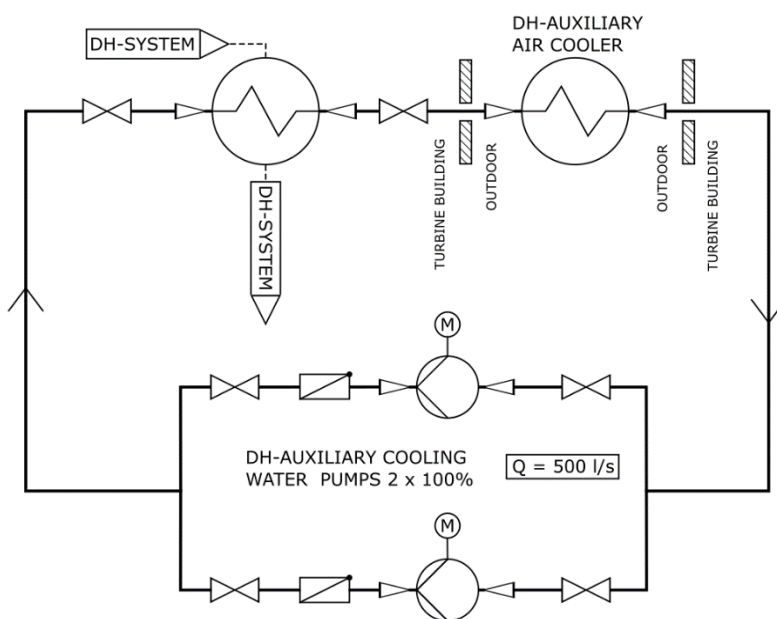 DH-SYSTEM
DH-AUXILIARY
AIR COOLER
TURBINE BUILDING
OUTDOOR
OUTDOOR
TURBINE BUILDING
DH-SYSTEM
M
DH-AUXILIARY COOLING
WATER PUMPS 2 x 100%
Q = 500 l/s
M